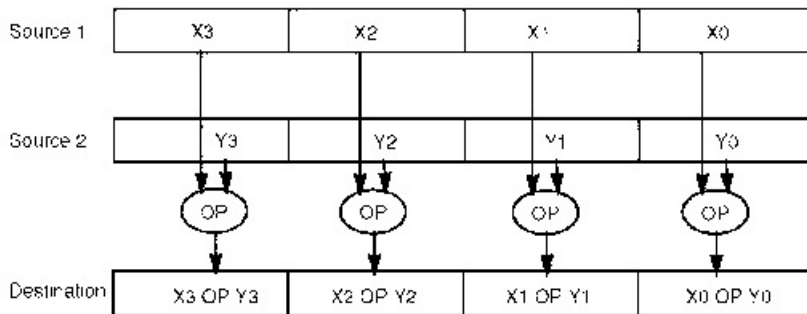 Source 1 X3 X2 X1 X0
Source 2 Y3 Y2 Y1 Y0
OP OP OP OP
Destination X3 OP Y3 X2 OP Y2 X1 OP Y1 X0 OP Y0